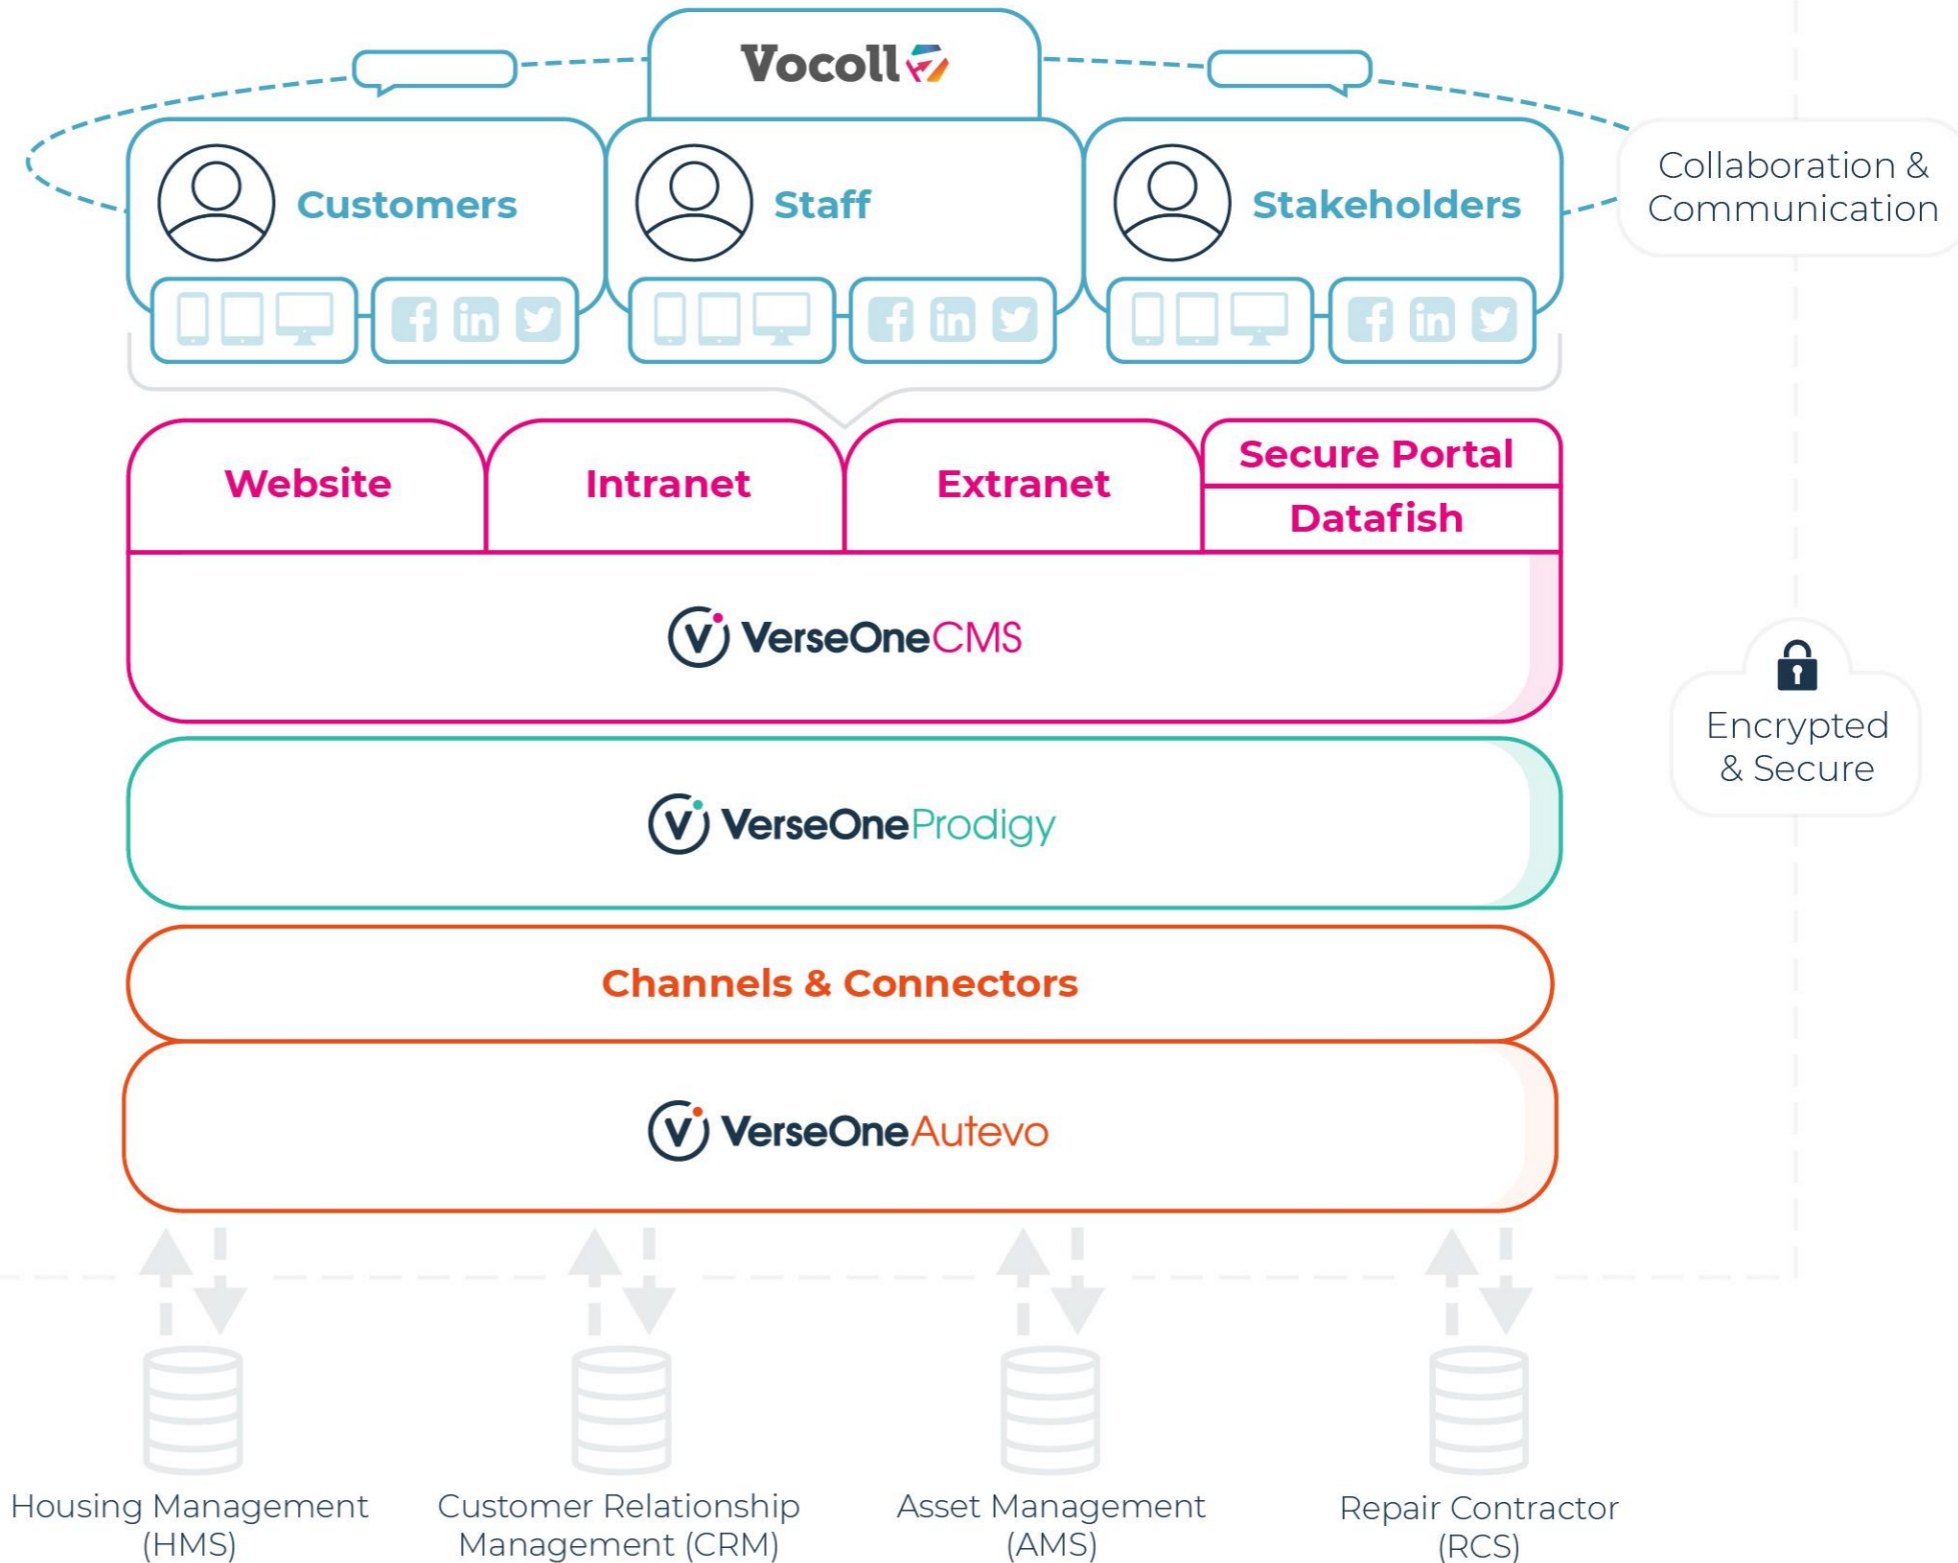 Vocoll
Customers
Staff
Stakeholders
Collaboration &
Communication
Website
Intranet
Extranet
Secure Portal
Datafish
VerseOneCMS
Encrypted
& Secure
VerseOneProdigy
Channels & Connectors
VerseOneAutevo
Housing Management
(HMS)
Customer Relationship
Management (CRM)
Asset Management
(AMS)
Repair Contractor
(RCS)